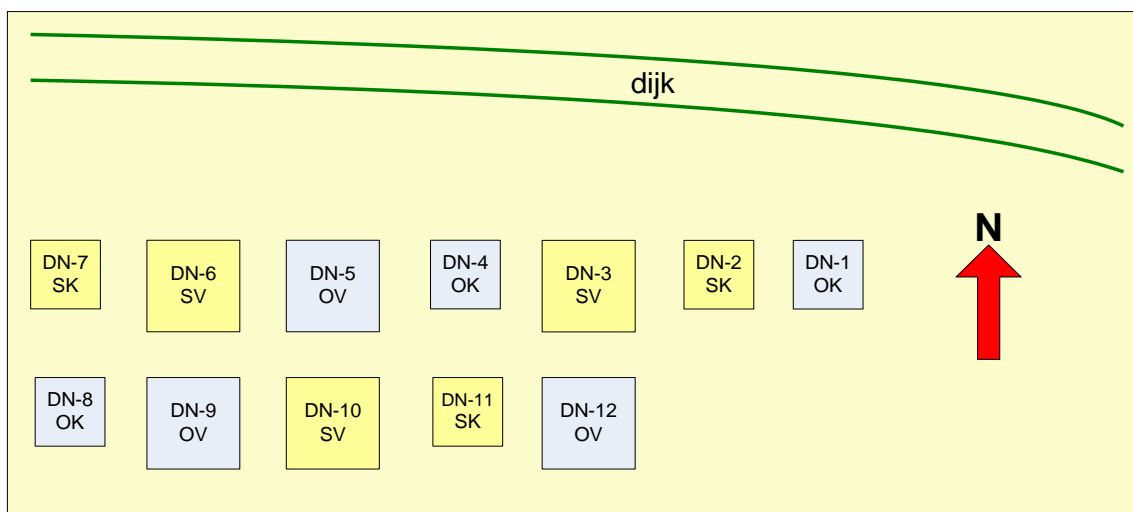 dijk
N
DN-7
SK
DN-6
SV
DN-5
OV
DN-4
OK
DN-3
SV
DN-2
SK
DN-1
OK
DN-8
OK
DN-9
OV
DN-10
SV
DN-11
SK
DN-12
OV